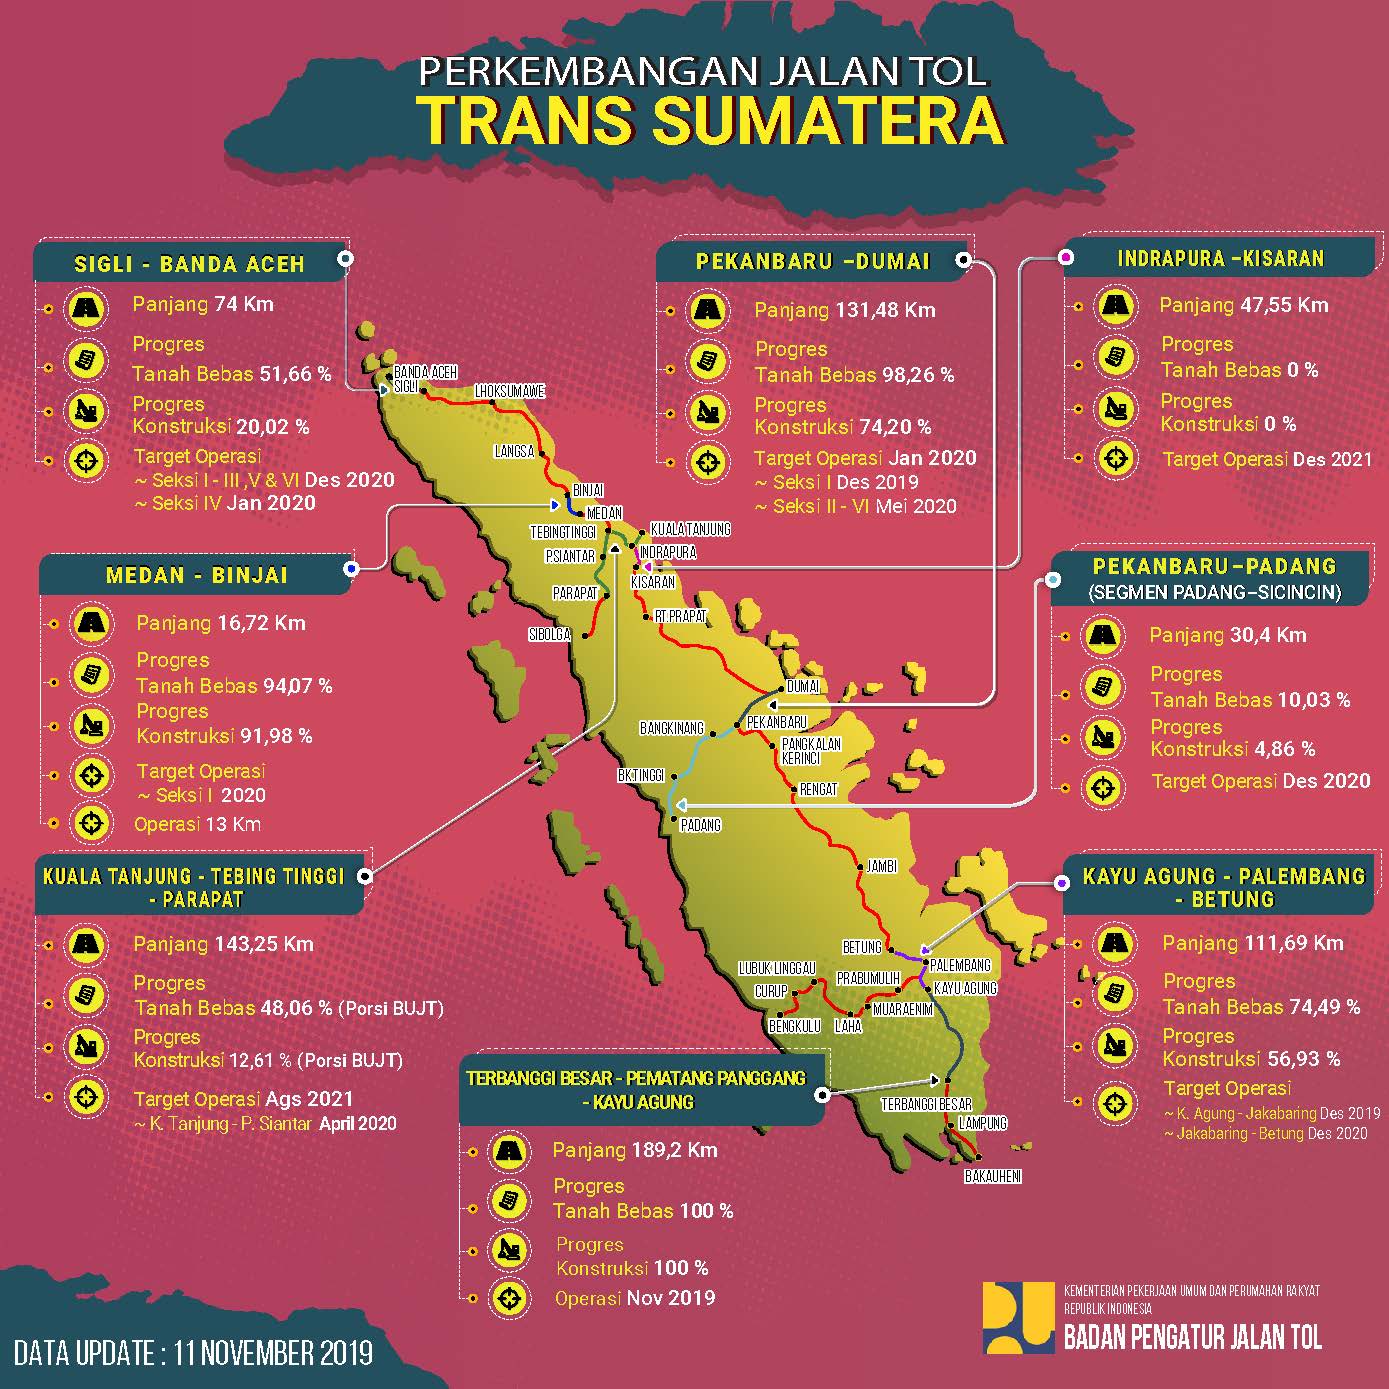 PERKEMBANGAN JALAN TOL
TRANS SUMATERA
SIGLI - BANDA ACEH
Panjang 74 Km
Progres
Tanah Bebas 51,66 %
Progres
Konstruksi 20,02 %
Target Operasi
~ Seksi I - III ,V & VI Des 2020
~ Seksi IV Jan 2020
MEDAN - BINJAI
Panjang 16,72 Km
Progres
Tanah Bebas 94,07 %
Progres
Konstruksi 91,98 %
Target Operasi
~ Seksi I 2020
Operasi 13 Km
KUALA TANJUNG - TEBING TINGGI
- PARAPAT
Panjang 143,25 Km
Progres
Tanah Bebas 48,06 % (Porsi BUJT)
Progres
Konstruksi 12,61 % (Porsi BUJT)
Target Operasi Ags 2021
~ K. Tanjung - P. Siantar April 2020
PEKANBARU –DUMAI
Panjang 131,48 Km
Progres
Tanah Bebas 98,26 %
Progres
Konstruksi 74,20 %
Target Operasi Jan 2020
~ Seksi I Des 2019
~ Seksi II - VI Mei 2020
INDRAPURA –KISARAN
Panjang 47,55 Km
Progres
Tanah Bebas 0 %
Progres
Konstruksi 0 %
Target Operasi Des 2021
PEKANBARU–PADANG
(SEGMEN PADANG–SICINCIN)
Panjang 30,4 Km
Progres
Tanah Bebas 10,03 %
Progres
Konstruksi 4,86 %
Target Operasi Des 2020
KAYU AGUNG - PALEMBANG
- BETUNG
Panjang 111,69 Km
Progres
Tanah Bebas 74,49 %
Progres
Konstruksi 56,93 %
Target Operasi
~ K. Agung - Jakabaring Des 2019
~ Jakabaring - Betung Des 2020
TERBANGGI BESAR - PEMATANG PANGGANG
- KAYU AGUNG
Panjang 189,2 Km
Progres
Tanah Bebas 100 %
Progres
Konstruksi 100 %
Operasi Nov 2019
BANDA ACEH
SIGLI
LHOKSUMAWE
LANGSA
BINJAI
MEDAN
TEBINGTINGGI
KUALA TANJUNG
P.SIANTAR
INDRAPURA
KISARAN
PARAPAT
RT.PRAPAT
SIBOLGA
DUMAI
BANGKINANG
PEKANBARU
PANGKALAN
KERINCI
BK.TINGGI
RENGAT
PADANG
JAMBI
BETUNG
PALEMBANG
LUBUK LINGGAU
PRABUMULIH
CURUP
KAYU AGUNG
MUARAENIM
BENGKULU
LAHA
TERBANGGI BESAR
LAMPUNG
BAKAUHENI
DATA UPDATE : 11 NOVEMBER 2019
KEMENTERIAN PEKERJAAN UMUM DAN PERUMAHAN RAKYAT
REPUBLIK INDONESIA
BADAN PENGATUR JALAN TOL